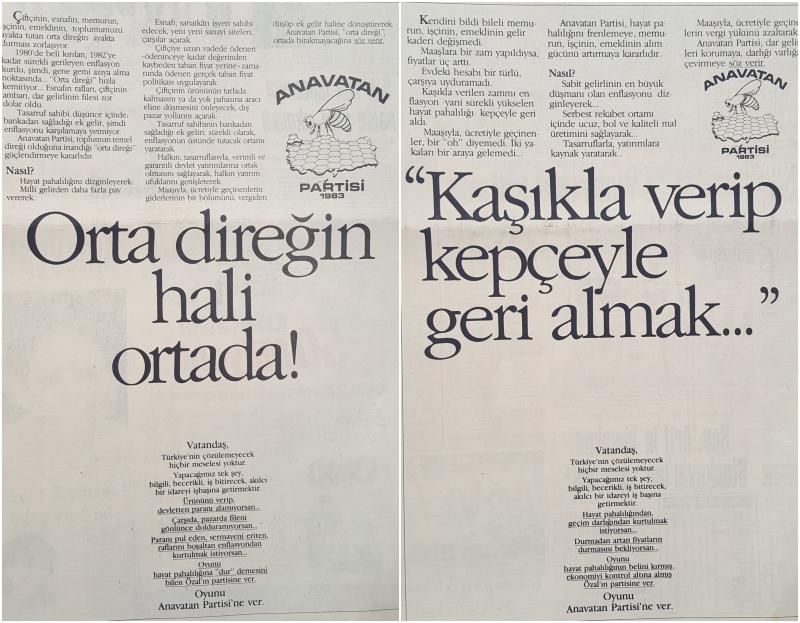 Çiftçinin, esnafın, memurun,
işçinin, emeklinin, toplumumuzu
ayakta tutan orta direğin- ayakta
durması zorlaşıyor.
1980'de beli kırılan, 1982'ye
kadar sürekli gerileyen enflasyon
kurdu, şimdi, gene gemi azıya alma
noktasında... "Orta direği" hızla
kemiriyor... Esnafın rafları, çiftçinin
ambarı, dar gelirlinin filesi zor
dolar oldu.
Tasarruf sahibi düşünce içinde,
bankadan sağladığı ek gelir, şimdi
enflasyonu karşılamaya yetmiyor.
Anavatan Partisi, toplumun temel
direği olduğuna inandığı "orta direği"
güçlendirmeye kararlıdır.
Nasıl?
Hayat pahalılığını dizginleyerek.
Milli gelirden daha fazla pay
vererek.
Esnafı, sanatkân işyeri sahibi
edecek, yeni yeni sanayi siteleri,
çarşılar açarak.
Çiftçiye uzun vadede ödenen
-ödeninceye kadar değerinden
kaybeden taban fiyat yerine- zama-
nında ödenen gerçek taban fiyat
politikası uygulayarak.
Çiftçinin ürününün tarlada
kalmasını ya da yok pahasına aracı
eline düşmesini önleyecek, dış
pazar yollarını açarak.
Tasarruf sahibinin bankadan
sağladığı ek geliri, sürekli olarak,
enflasyonun üstünde tutacak ortamı
yaratarak.
Halkın, tasarruflarıyla, verimli ve
garantili devlet yatırımlarına ortak
olmasını sağlayarak, halkın yatırım
ufuklarını genişleterek.
Maaşıyla, ücretiyle geçinenlerin
giderlerinin bir bölümünü, vergiden
düşüp ek gelir haline dönüştürerek.
Anavatan Partisi, "orta direği",
ortada bırakmayacağına söz verir.
ANAVATAN
PARTİSİ
1983
Orta direğin
hali
ortada!
Vatandaş,
Türkiye'nin çözülemeyecek
hiçbir meselesi yoktur.
Yapacağımız tek şey,
bilgili, becerikli, iş bitirecek, akılcı
bir idareyi işbaşına getirmektir.
Ürününü verip,
devletten paranı alamıyorsan...
Çarşıda, pazarda fileni
gönlünce dolduramıyorsan...
Paranı pul eden, sermayeni eriten,
raflarını boşaltan enflasyondan
kurtulmak istiyorsan...
Oyunu
hayat pahalılığına "dur" demesini
bilen Özal'ın partisine ver.
Oyunu
Anavatan Partisi'ne ver.
Kendini bildi bileli memu-
run, işçinin, emeklinin gelir
kaderi değişmedi.
Maaşlara bir zam yapıldıysa,
fiyatlar üç arttı.
Evdeki hesabı bir türlü,
çarşıya uyduramadı.
Kaşıkla verilen zammı en-
flasyon -yani sürekli yükselen
hayat pahalılığı- kepçeyle geri
aldı.
Maaşıyla, ücretiyle geçinen-
ler, bir "oh" diyemedi. İki ya-
kaları bir araya gelemedi...
Anavatan Partisi, hayat pa-
halılığını frenlemeye, memu-
run, işçinin, emeklinin alım
gücünü artırmaya kararlıdır.
Nasıl?
Sabit gelirlinin en büyük
düşmanı olan enflasyonu diz-
ginleyerek...
Serbest rekabet ortamı
içinde ucuz, bol ve kaliteli mal
üretimini sağlayarak...
Tasarruflarla, yatırımlara
kaynak yaratarak...
Maaşıyla, ücretiyle geçine
lerin vergi yükünü azaltarak
Anavatan Partisi, dar geli
leri korumaya, darlığı varlığa
çevirmeye söz verir.
ANAVATAN
PARTİSİ
1983
"Kaşıkla verip
kepçeyle
geri almak..."
Vatandaş,
Türkiye'nin çözülemeyecek
hiçbir meselesi yoktur.
Yapacağımız tek şey,
bilgili, becerikli, iş bitirecek,
akılcı bir idareyi iş başına
getirmektir.
Hayat pahalılığından,
geçim darlığından kurtulmak
istiyorsan...
Durmadan artan fiyatların
durmasını bekliyorsan...
Oyunu
hayat pahalılığının belini kırmış,
ekonomiyi kontrol altına almış
Özal'ın partisine ver.
Oyunu
Anavatan Partisi'ne ver.